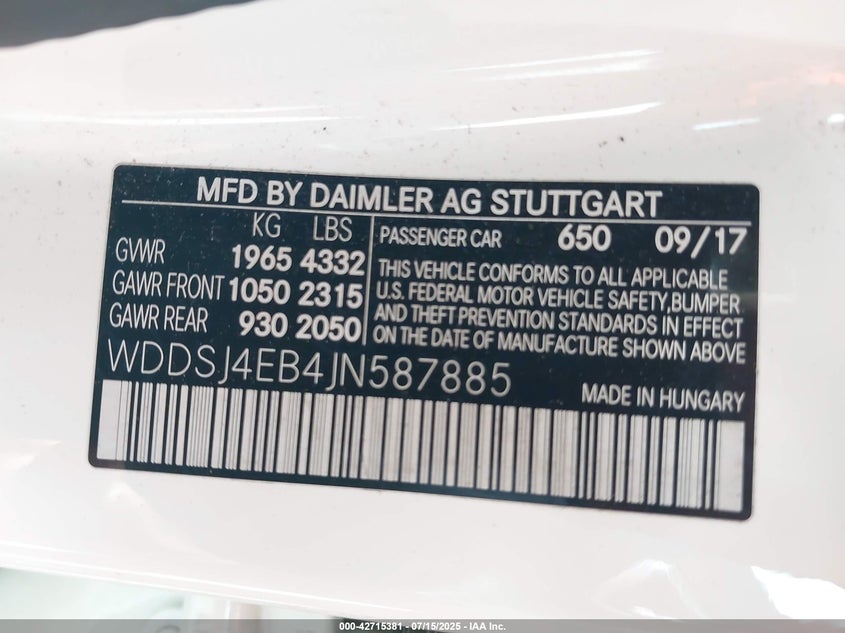 MFD BY DAIMLER AG STUTTGART
KG LBS
GVWR 1965 4332
GAWR FRONT 1050 2315
GAWR REAR 930 2050
PASSENGER CAR 650 09/17
THIS VEHICLE CONFORMS TO ALL APPLICABLE
U.S. FEDERAL MOTOR VEHICLE SAFETY,BUMPER
AND THEFT PREVENTION STANDARDS IN EFFECT
ON THE DATE OF MANUFACTURE SHOWN ABOVE
WDDSJ4EB4JN587885
MADE IN HUNGARY
000-42715381 - 07/15/2025 - IAA Inc.